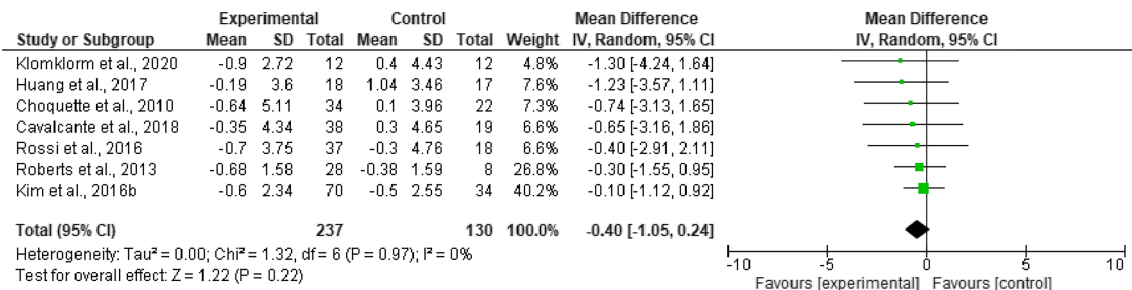 Experimental Control Mean Difference Mean Difference
Study or Subgroup Mean SD Total Mean SD Total Weight IV, Random, 95% CI IV, Random, 95% CI
Klomklorm et al., 2020 -0.9 2.72 12 0.4 4.43 12 4.8% -1.30 [-4.24, 1.64]
Huang et al., 2017 -0.19 3.6 18 1.04 3.46 17 7.6% -1.23 [-3.57, 1.11]
Choquette et al., 2010 -0.64 5.11 34 0.1 3.96 22 7.3% -0.74 [-3.13, 1.65]
Cavalcante et al., 2018 -0.35 4.34 38 0.3 4.65 19 6.6% -0.65 [-3.16, 1.86]
Rossi et al., 2016 -0.7 3.75 37 -0.3 4.76 18 6.6% -0.40 [-2.91, 2.11]
Roberts et al., 2013 -0.68 1.58 28 -0.38 1.59 8 26.8% -0.30 [-1.55, 0.95]
Kim et al., 2016b -0.6 2.34 70 -0.5 2.55 34 40.2% -0.10 [-1.12, 0.92]
Total (95% CI) 237 130 100.0% -0.40 [-1.05, 0.24]
Heterogeneity: Tau² = 0.00; Chi² = 1.32, df = 6 (P = 0.97); I² = 0%
Test for overall effect: Z = 1.22 (P = 0.22)
-10 -5 0 5 10
Favours [experimental] Favours [control]